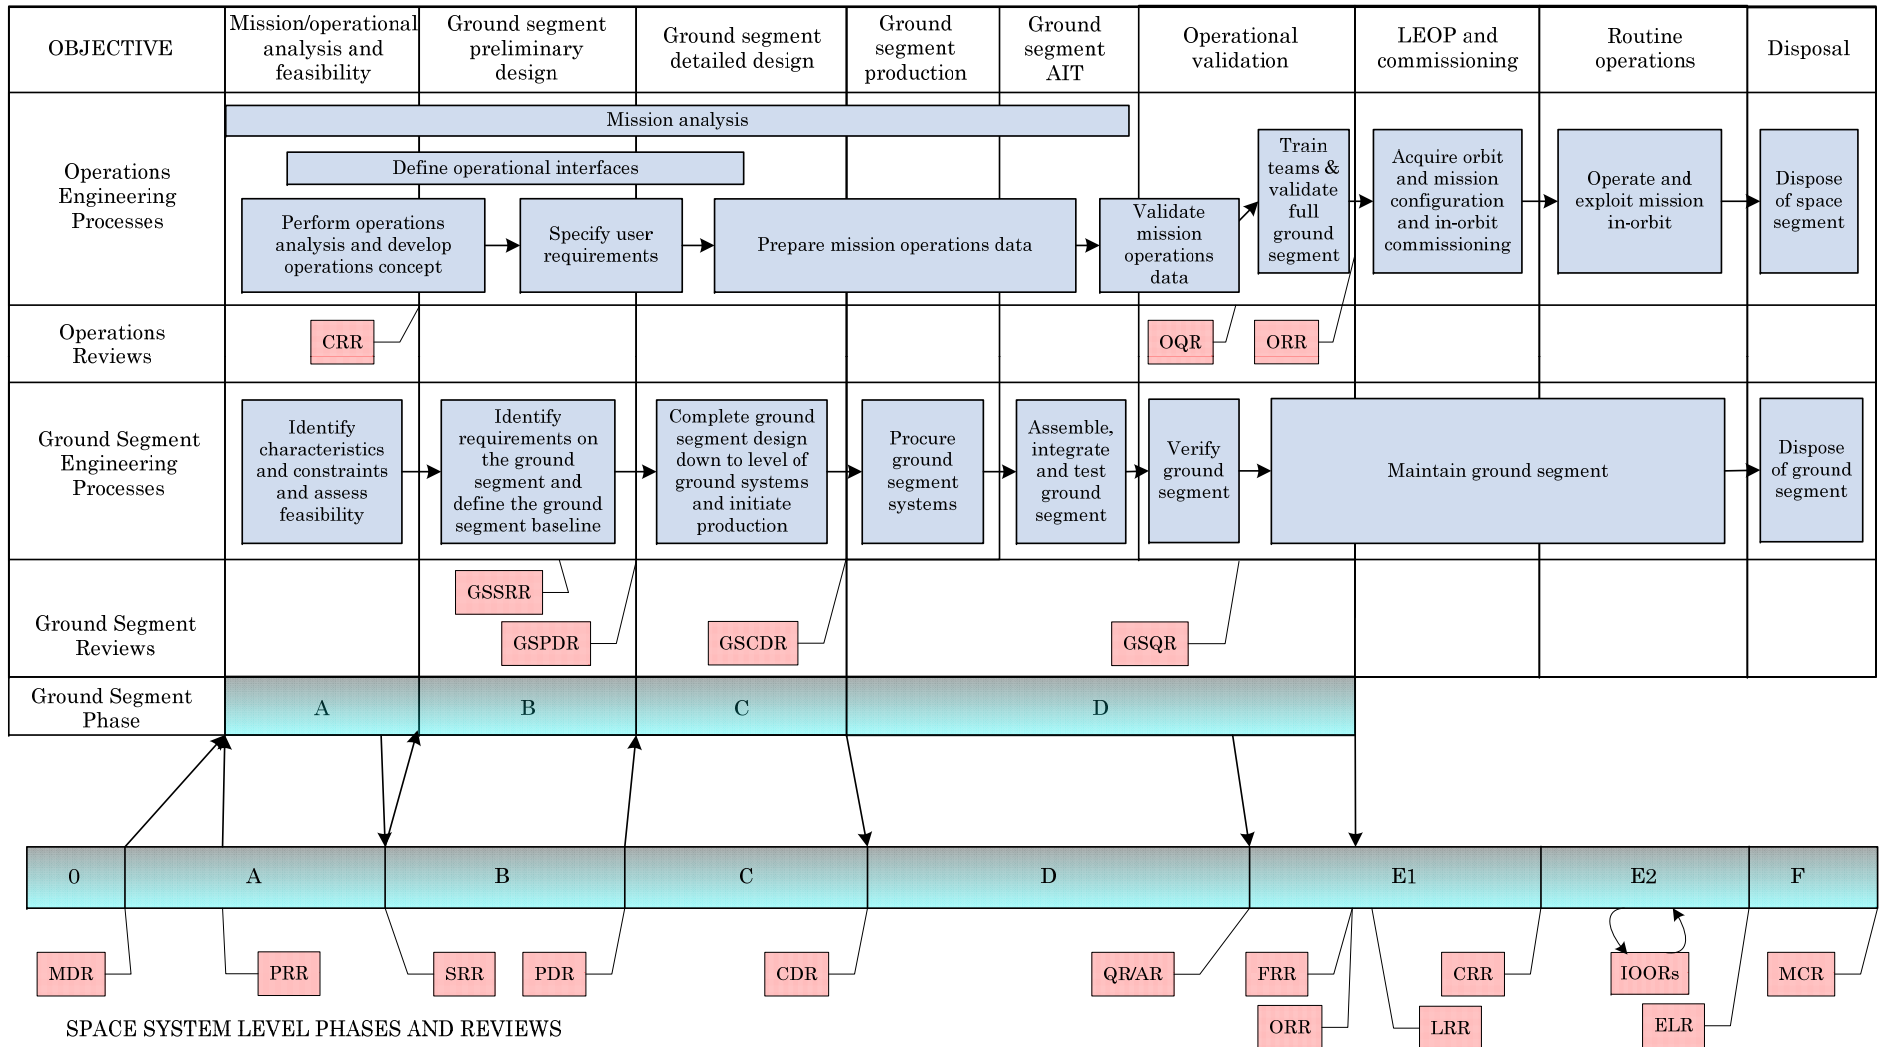 OBJECTIVE
Mission/operational
analysis and
feasibility
Ground segment
preliminary
design
Ground segment
detailed design
Ground
segment
production
Ground
segment
AIT
Operational
validation
LEOP and
commissioning
Routine
operations
Disposal
Operations
Engineering
Processes
Mission analysis
Define operational interfaces
Perform operations
analysis and develop
operations concept
Specify user
requirements
Prepare mission operations data
Validate
mission
operations
data
Train
teams &
validate
full
ground
segment
Acquire orbit
and mission
configuration
and in-orbit
commissioning
Operate and
exploit mission
in-orbit
Dispose
of space
segment
Operations
Reviews
CRR
OQR
ORR
Ground Segment
Engineering
Processes
Identify
characteristics
and constraints
and assess
feasibility
Identify
requirements on
the ground
segment and
define the ground
segment baseline
Complete ground
segment design
down to level of
ground systems
and initiate
production
Procure
ground
segment
systems
Assemble,
integrate
and test
ground
segment
Verify
ground
segment
Maintain ground segment
Dispose
of ground
segment
Ground Segment
Reviews
GSSRR
GSPDR
GSCDR
GSQR
Ground Segment
Phase
A
B
C
D
0
A
B
C
D
E1
E2
F
MDR
PRR
SRR
PDR
CDR
QR/AR
FRR
CRR
IOORs
MCR
ORR
LRR
ELR
SPACE SYSTEM LEVEL PHASES AND REVIEWS